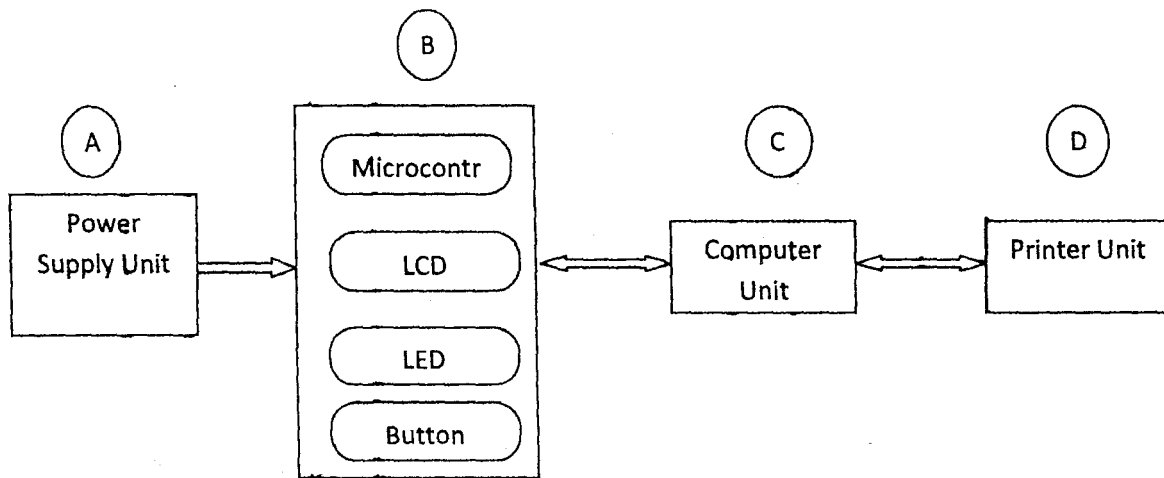 A
Power
Supply Unit
B
Microcontr
LCD
LED
Button
C
Computer
Unit
D
Printer Unit